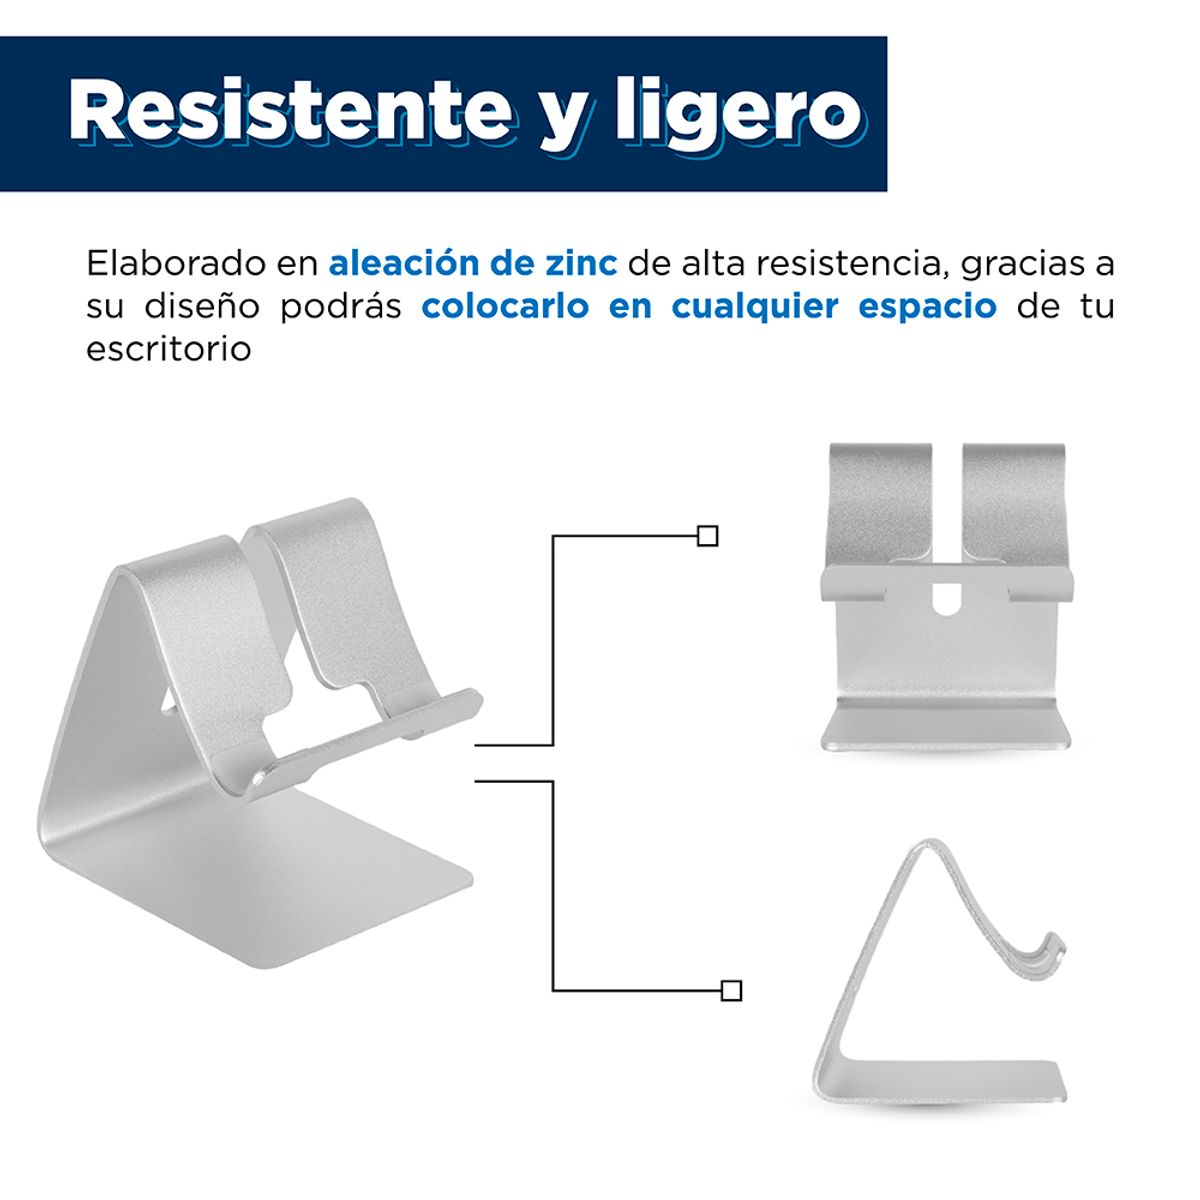 Resistente y ligero
Elaborado en aleación de zinc de alta resistencia, gracias a
su diseño podrás colocarlo en cualquier espacio de tu
escritorio